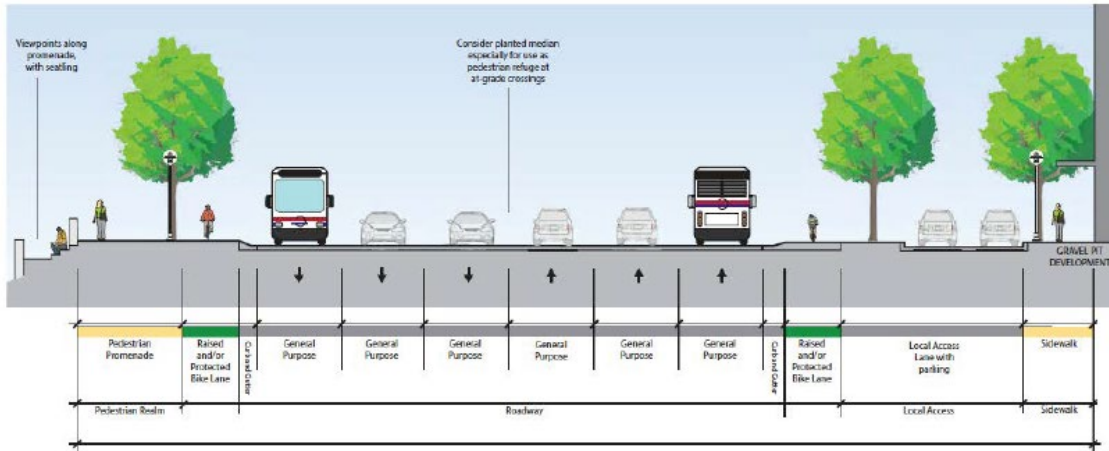 Viewpoints along
promenade,
with seatling
Consider planted median
especially for use as
pedestrian refuge at
at-grade crossings
GRAVEL PIT
DEVELOPMENT
Pedestrian
Promenade
Raised
and/or
Protected
Bike Lane
Curb and Gutter
General
Purpose
General
Purpose
General
Purpose
General
Purpose
General
Purpose
General
Purpose
Curb and Gutter
Raised
and/or
Protected
Bike Lane
Local Access
Lane with
parking
Sidewalk
Pedestrian Realm
Roadway
Local Access
Sidewalk